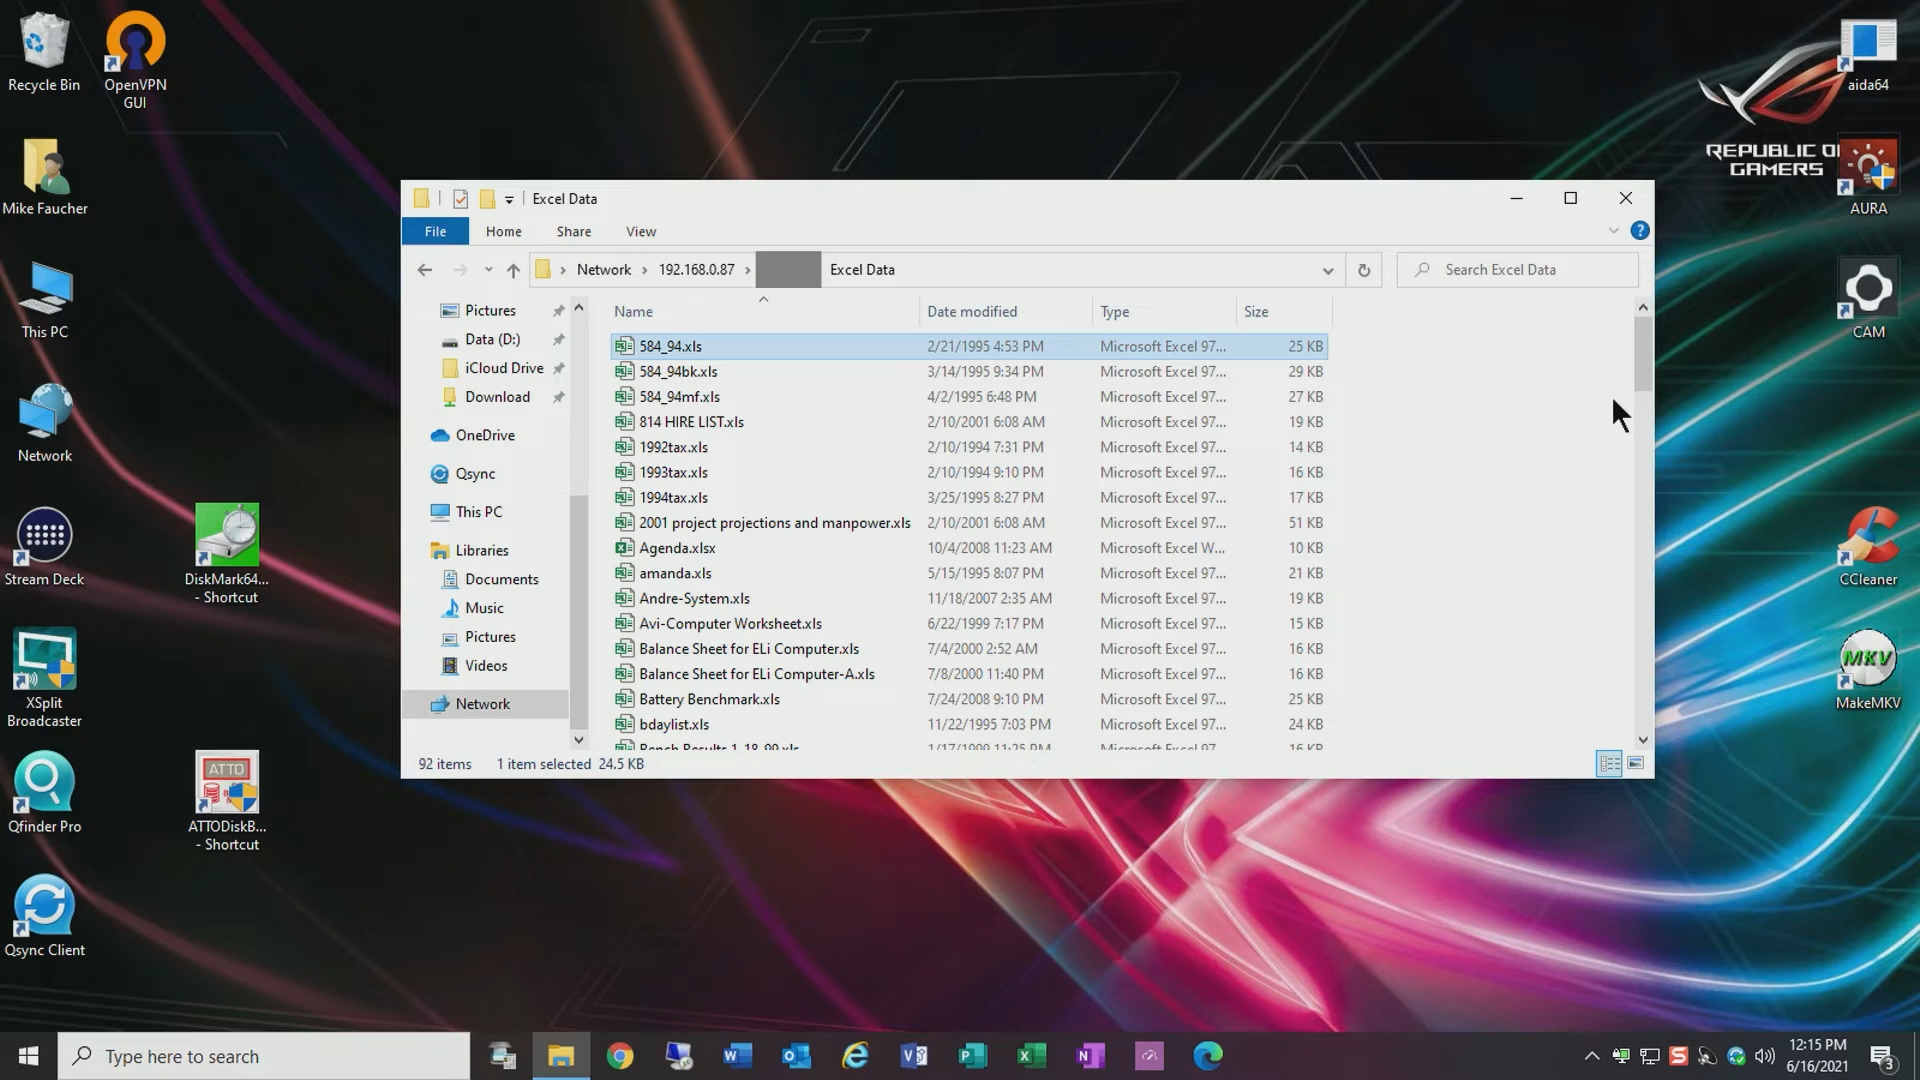 Recycle Bin
OpenVPN
GUI
Mike Faucher
This PC
Network
Stream Deck
DiskMark64...
- Shortcut
XSplit
Broadcaster
Qfinder Pro
ATTO
ATTODiskB...
- Shortcut
Qsync Client
REPUBLIC OF
GAMERS
aida64
AURA
CAM
CCleaner
MKV
MakeMKV
Excel Data
File Home Share View
Network › 192.168.0.87 › Excel Data
Search Excel Data
Pictures
Data (D:)
iCloud Drive
Download
OneDrive
Qsync
This PC
Libraries
Documents
Music
Pictures
Videos
Network
Name Date modified Type Size
584_94.xls 2/21/1995 4:53 PM Microsoft Excel 97... 25 KB
584_94bk.xls 3/14/1995 9:34 PM Microsoft Excel 97... 29 KB
584_94mf.xls 4/2/1995 6:48 PM Microsoft Excel 97... 27 KB
814 HIRE LIST.xls 2/10/2001 6:08 AM Microsoft Excel 97... 19 KB
1992tax.xls 2/10/1994 7:31 PM Microsoft Excel 97... 14 KB
1993tax.xls 2/10/1994 9:10 PM Microsoft Excel 97... 16 KB
1994tax.xls 3/25/1995 8:27 PM Microsoft Excel 97... 17 KB
2001 project projections and manpower.xls 2/10/2001 6:08 AM Microsoft Excel 97... 51 KB
Agenda.xlsx 10/4/2008 11:23 AM Microsoft Excel W... 10 KB
amanda.xls 5/15/1995 8:07 PM Microsoft Excel 97... 21 KB
Andre-System.xls 11/18/2007 2:35 AM Microsoft Excel 97... 19 KB
Avi-Computer Worksheet.xls 6/22/1999 7:17 PM Microsoft Excel 97... 15 KB
Balance Sheet for ELi Computer.xls 7/4/2000 2:52 AM Microsoft Excel 97... 16 KB
Balance Sheet for ELi Computer-A.xls 7/8/2000 11:40 PM Microsoft Excel 97... 16 KB
Battery Benchmark.xls 7/24/2008 9:10 PM Microsoft Excel 97... 25 KB
bdaylist.xls 11/22/1995 7:03 PM Microsoft Excel 97... 24 KB
Bench Results 1-18-99.xls 1/17/1999 11:25 PM Microsoft Excel 97... 16 KB
92 items 1 item selected 24.5 KB
Type here to search
12:15 PM
6/16/2021
3